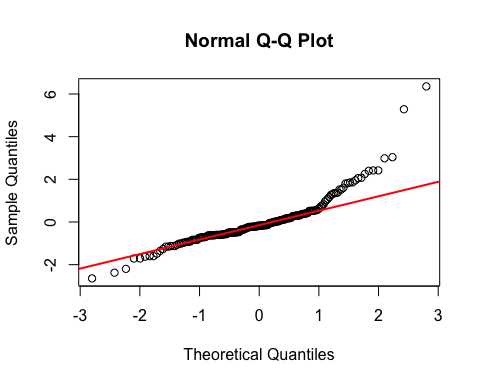 Normal Q-Q Plot
Sample Quantiles
6
4
2
0
-2
-3 -2 -1 0 1 2 3
Theoretical Quantiles